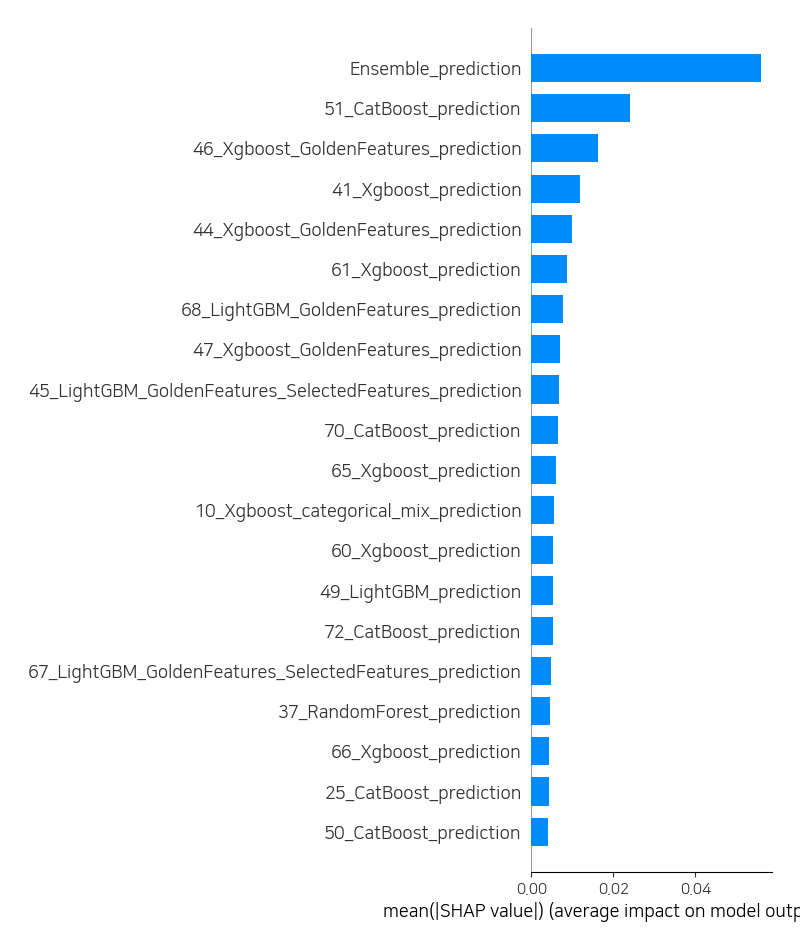 Ensemble_prediction
51_CatBoost_prediction
46_Xgboost_GoldenFeatures_prediction
41_Xgboost_prediction
44_Xgboost_GoldenFeatures_prediction
61_Xgboost_prediction
68_LightGBM_GoldenFeatures_prediction
47_Xgboost_GoldenFeatures_prediction
45_LightGBM_GoldenFeatures_SelectedFeatures_prediction
70_CatBoost_prediction
65_Xgboost_prediction
10_Xgboost_categorical_mix_prediction
60_Xgboost_prediction
49_LightGBM_prediction
72_CatBoost_prediction
67_LightGBM_GoldenFeatures_SelectedFeatures_prediction
37_RandomForest_prediction
66_Xgboost_prediction
25_CatBoost_prediction
50_CatBoost_prediction
0.00 0.02 0.04
mean(|SHAP value|) (average impact on model outp